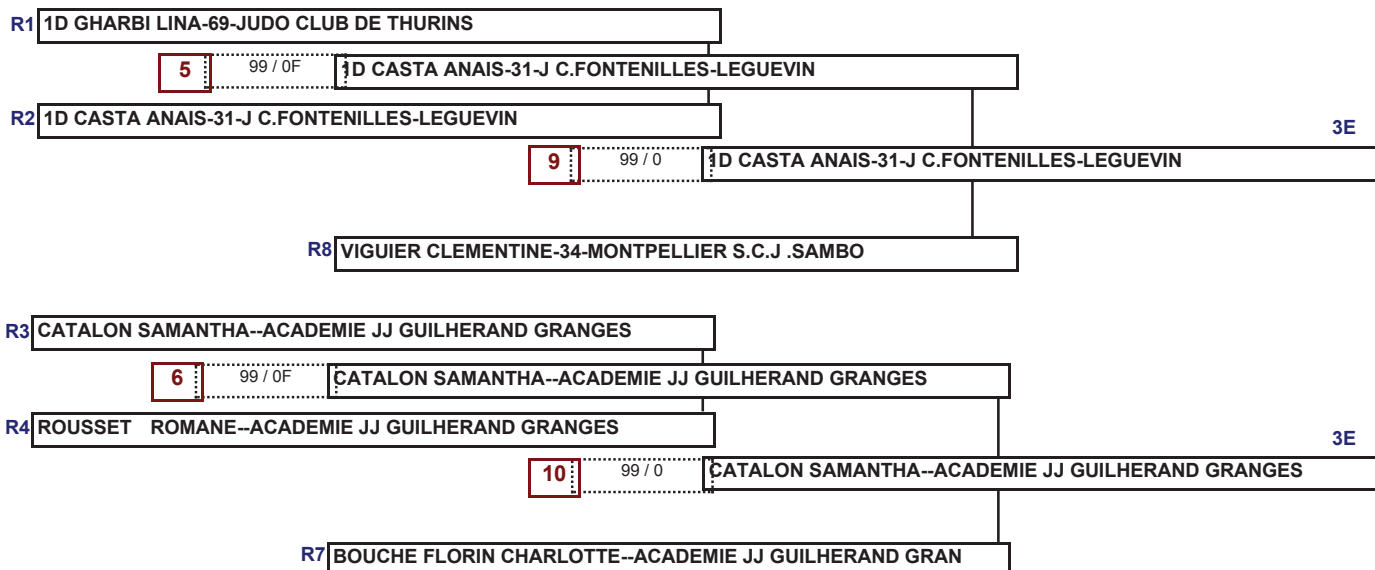 R1 1D GHARBI LINA-69-JUDO CLUB DE THURINS
5 99 / 0F 1D CASTA ANAIS-31-J C.FONTENILLES-LEGUEVIN
R2 1D CASTA ANAIS-31-J C.FONTENILLES-LEGUEVIN
3E
9 99 / 0 1D CASTA ANAIS-31-J C.FONTENILLES-LEGUEVIN
R8 VIGUIER CLEMENTINE-34-MONTPELLIER S.C.J .SAMBO
R3 CATALON SAMANTHA--ACADEMIE JJ GUILHERAND GRANGES
6 99 / 0F CATALON SAMANTHA--ACADEMIE JJ GUILHERAND GRANGES
R4 ROUSSET ROMANE--ACADEMIE JJ GUILHERAND GRANGES
3E
10 99 / 0 CATALON SAMANTHA--ACADEMIE JJ GUILHERAND GRANGES
R7 BOUCHE FLORIN CHARLOTTE--ACADEMIE JJ GUILHERAND GRAN